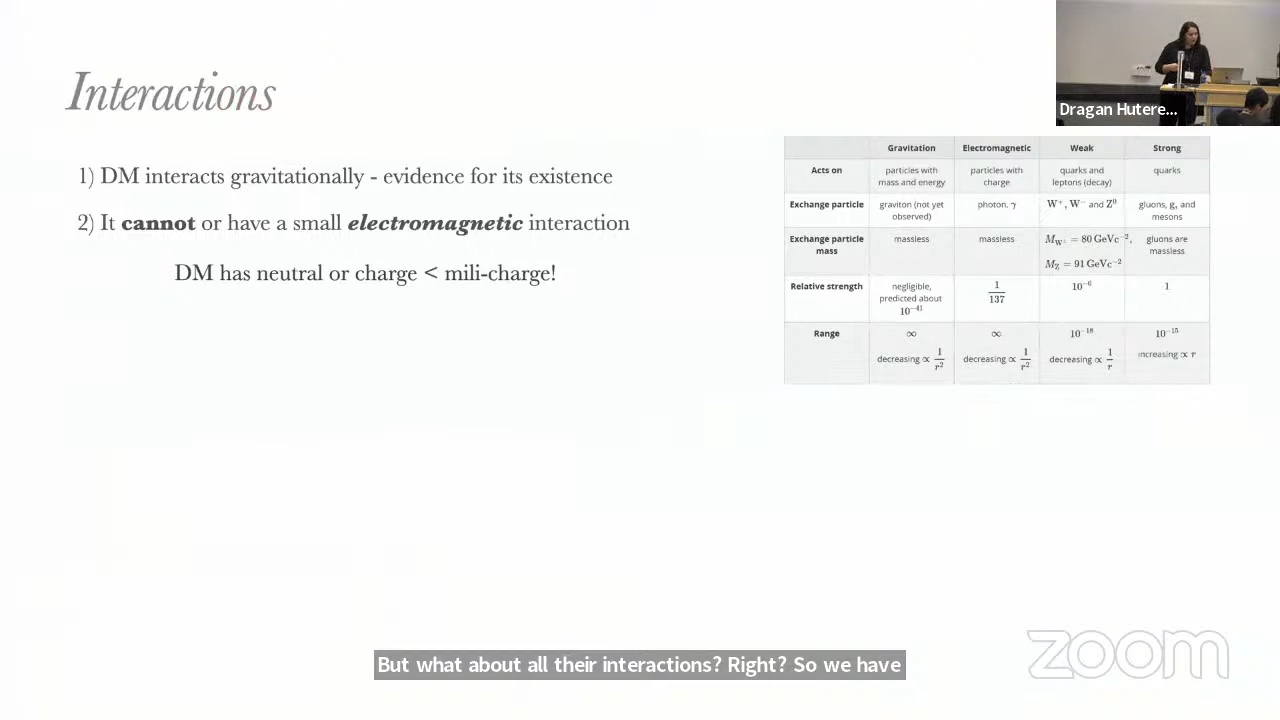 Interactions
Dragan Hutere...
1) DM interacts gravitationally - evidence for its existence
2) It cannot or have a small electromagnetic interaction
DM has neutral or charge < mili-charge!
Gravitation Electromagnetic Weak Strong
Acts on particles with mass and energy particles with charge quarks and leptons (decay) quarks
Exchange particle graviton (not yet observed) photon, γ W⁺, W⁻ and Z⁰ gluons, g, and mesons
Exchange particle mass massless massless M_W± = 80 GeVc⁻², M_Z = 91 GeVc⁻² gluons are massless
Relative strength negligible, predicted about 10⁻⁴¹ 1/137 10⁻⁶ 1
Range ∞ decreasing ∝ 1/r² ∞ decreasing ∝ 1/r² 10⁻¹⁸ decreasing ∝ 1/r 10⁻¹⁵ increasing ∝ r
But what about all their interactions? Right? So we have
zoom